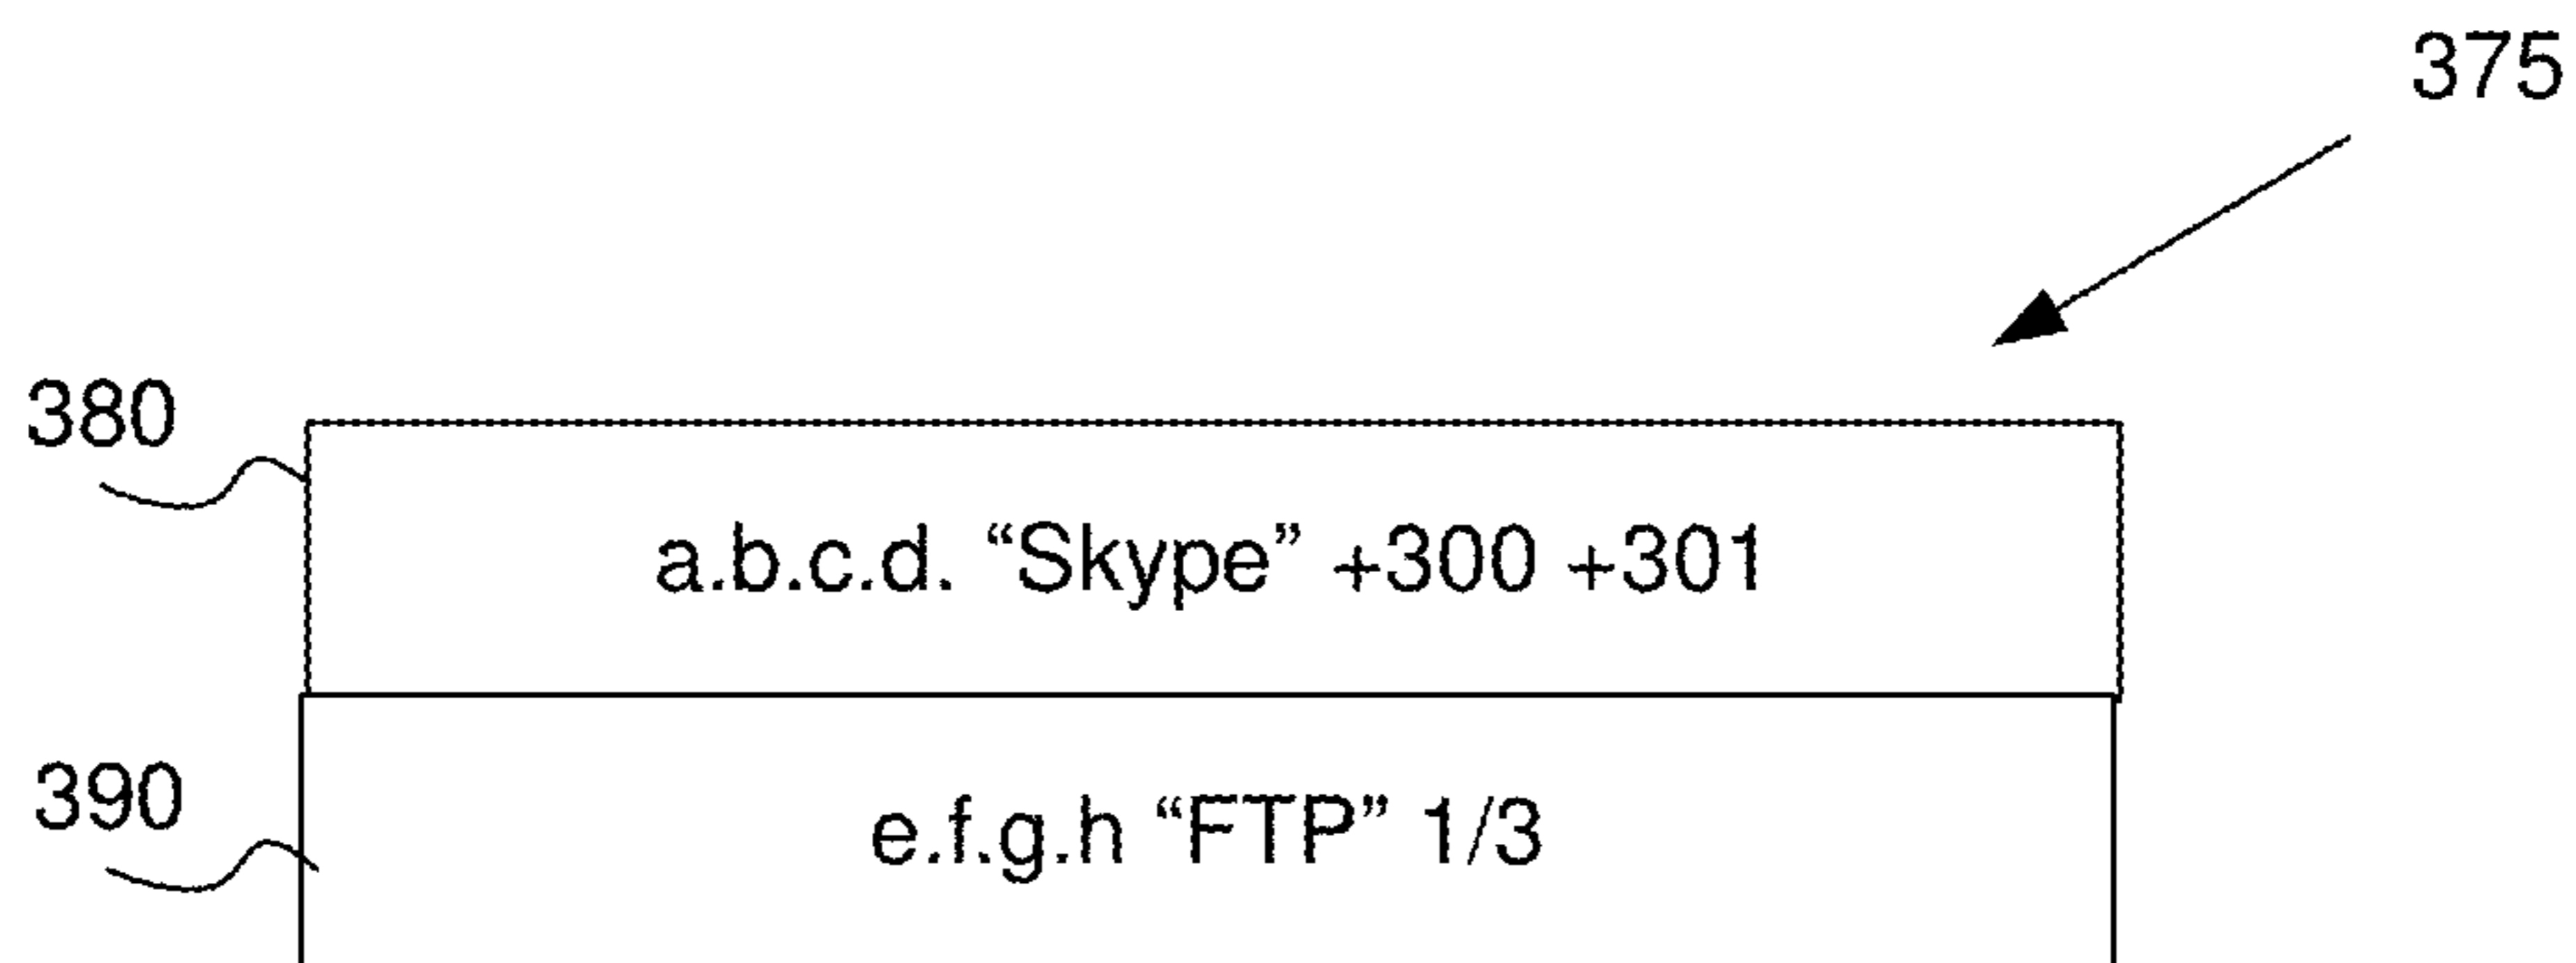 375
380
a.b.c.d. “Skype” +300 +301
390
e.f.g.h “FTP” 1/3